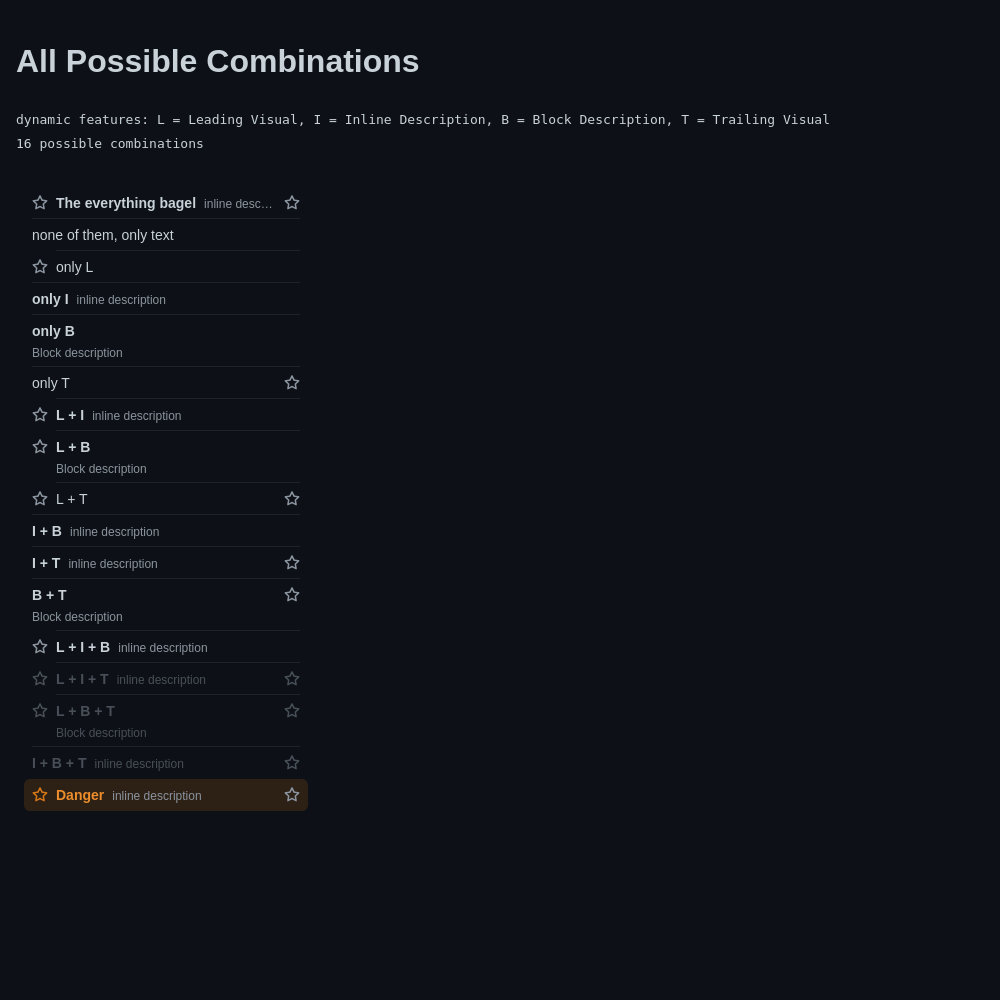 All Possible Combinations
dynamic features: L = Leading Visual, I = Inline Description, B = Block Description, T = Trailing Visual
16 possible combinations
The everything bagel inline desc…
none of them, only text
only L
only I inline description
only B
Block description
only T
L + I inline description
L + B
Block description
L + T
I + B inline description
I + T inline description
B + T
Block description
L + I + B inline description
L + I + T inline description
L + B + T
Block description
I + B + T inline description
Danger inline description